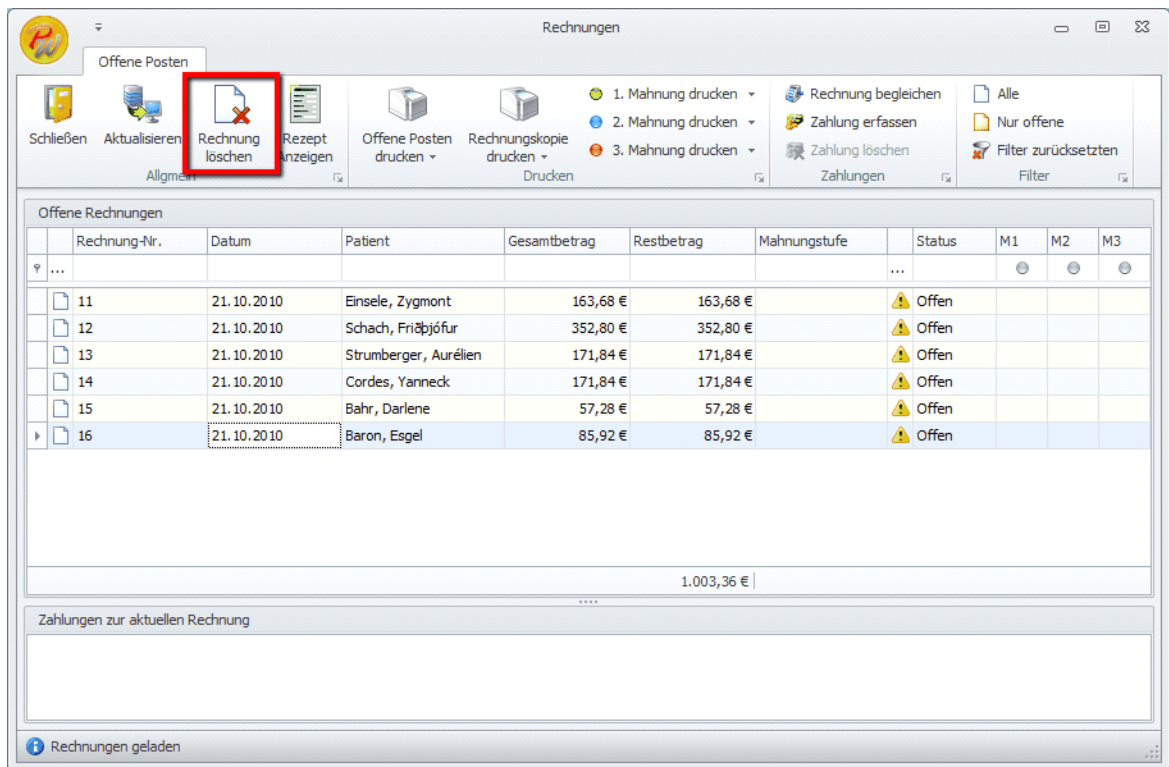 PW
Rechnungen
Offene Posten
Schließen
Aktualisieren
Rechnung
löschen
Rezept
Anzeigen
Allgmein
Offene Posten
drucken
Rechnungskopie
drucken
1. Mahnung drucken
2. Mahnung drucken
3. Mahnung drucken
Drucken
Rechnung begleichen
Zahlung erfassen
Zahlung löschen
Zahlungen
Alle
Nur offene
Filter zurücksetzten
Filter
Offene Rechnungen
Rechnung-Nr. Datum Patient Gesamtbetrag Restbetrag Mahnungstufe Status M1 M2 M3
... ...
11 21.10.2010 Einsele, Zygmont 163,68 € 163,68 € Offen
12 21.10.2010 Schach, Friðþjófur 352,80 € 352,80 € Offen
13 21.10.2010 Strumberger, Aurélien 171,84 € 171,84 € Offen
14 21.10.2010 Cordes, Yanneck 171,84 € 171,84 € Offen
15 21.10.2010 Bahr, Darlene 57,28 € 57,28 € Offen
16 21.10.2010 Baron, Esgel 85,92 € 85,92 € Offen
1.003,36 €
Zahlungen zur aktuellen Rechnung
Rechnungen geladen